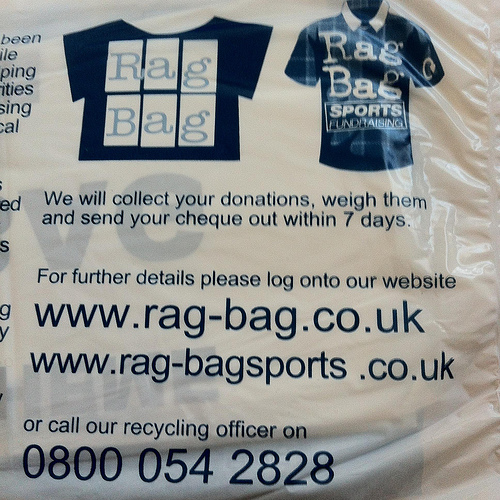 been
ile
ping
rities
sing
cal
s
ed
s
g
y
Rag
Bag
Rag
Bag
SPORTS
FUNDRAISING
We will collect your donations, weigh them
and send your cheque out within 7 days.
For further details please log onto our website
www.rag-bag.co.uk
www.rag-bagsports .co.uk
or call our recycling officer on
0800 054 2828